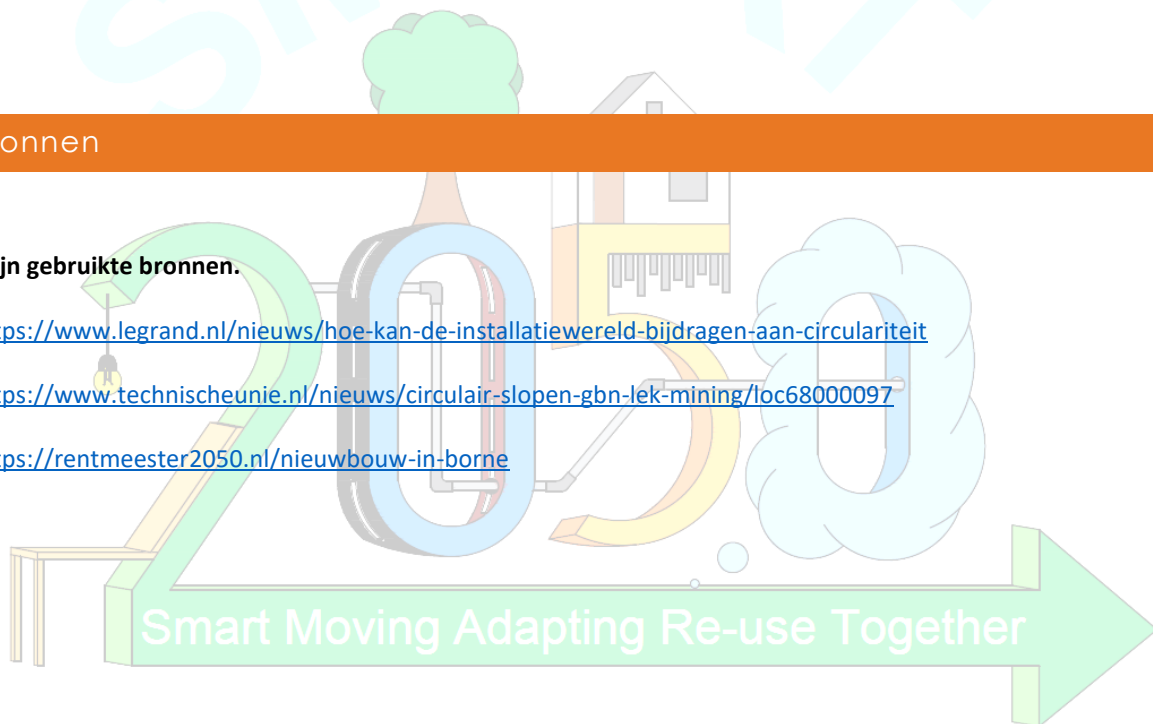 onnen
ijn gebruikte bronnen.
tps://www.legrand.nl/nieuws/hoe-kan-de-installatiewereld-bijdragen-aan-circulariteit
tps://www.technischeunie.nl/nieuws/circulair-slopen-gbn-lek-mining/loc68000097
tps://rentmeester2050.nl/nieuwbouw-in-borne
2050
Smart Moving Adapting Re-use Together